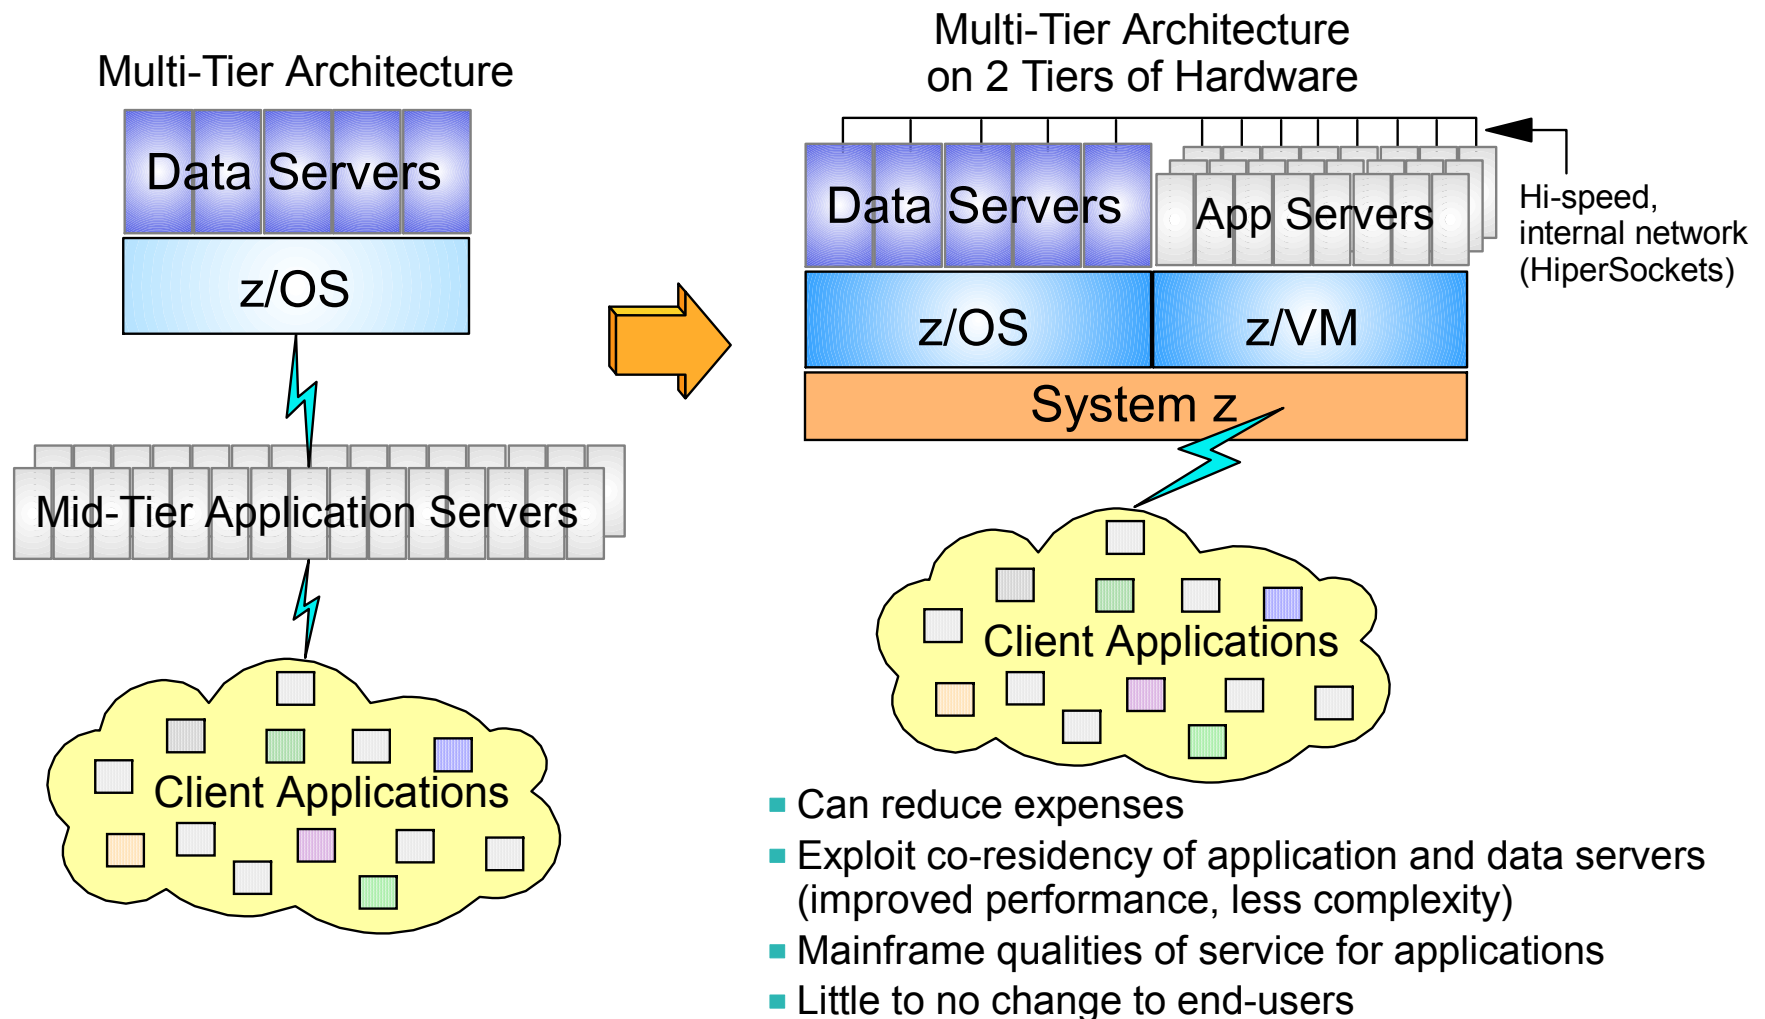 Multi-Tier Architecture
Data Servers
z/OS
Mid-Tier Application Servers
Client Applications
Multi-Tier Architecture
on 2 Tiers of Hardware
Data Servers
App Servers
Hi-speed,
internal network
(HiperSockets)
z/OS
z/VM
System z
Client Applications
Can reduce expenses
Exploit co-residency of application and data servers
(improved performance, less complexity)
Mainframe qualities of service for applications
Little to no change to end-users